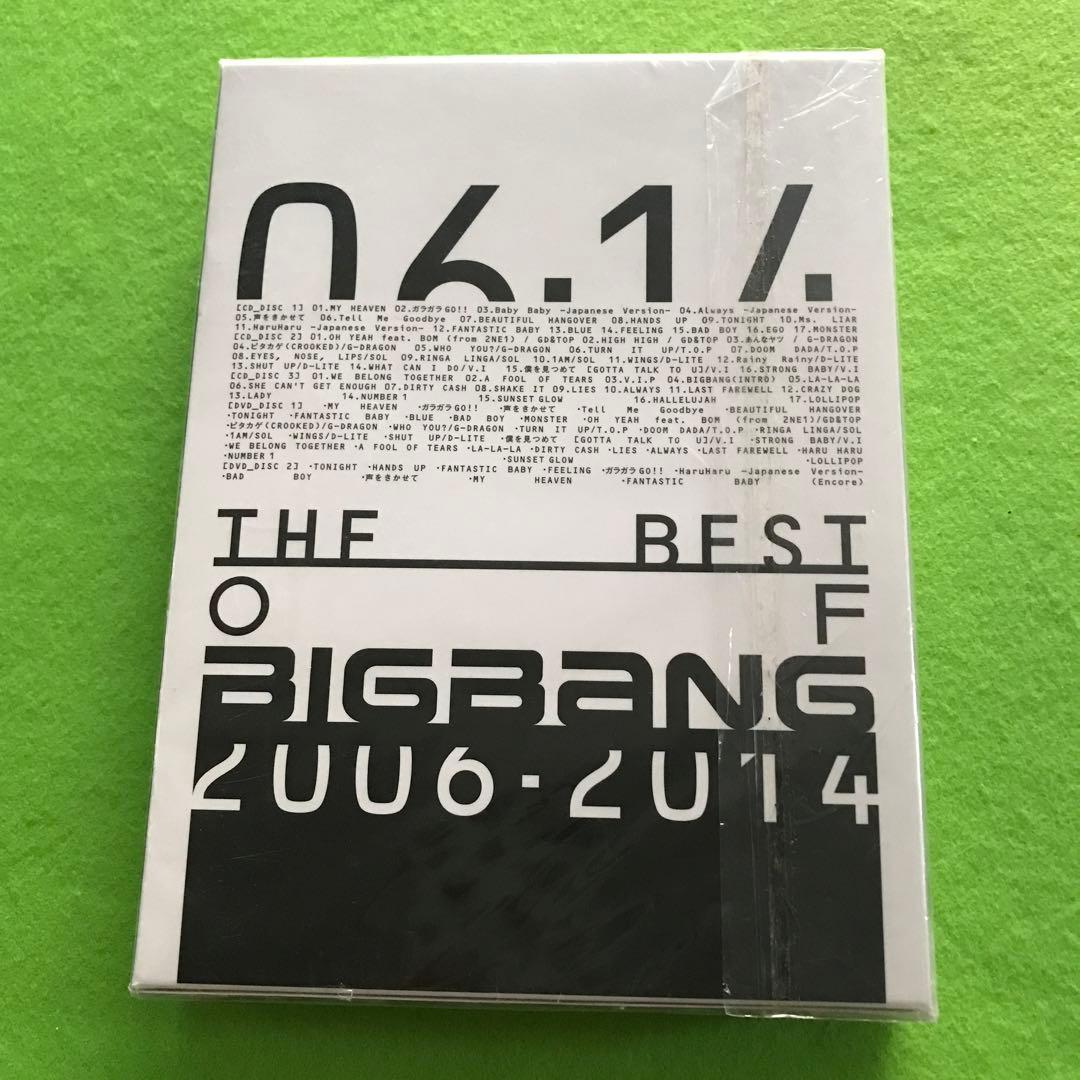 06.14
[CD_DISC 1] 01.MY HEAVEN 02.ガラガラGO!! 03.Baby Baby -Japanese Version- 04.Always -Japanese Version-
05.声をきかせて 06.Tell Me Goodbye 07.BEAUTIFUL HANGOVER 08.HANDS UP 09.TONIGHT 10.Ms. LIAR
11.HaruHaru -Japanese Version- 12.FANTASTIC BABY 13.BLUE 14.FEELING 15.BAD BOY 16.EGO 17.MONSTER
[CD_DISC 2] 01.OH YEAH feat. BOM (from 2NE1) / GD&TOP 02.HIGH HIGH / GD&TOP 03.あんなヤツ / G-DRAGON
04.ピタカゲ(CROOKED)/G-DRAGON 05.WHO YOU?/G-DRAGON 06.TURN IT UP/T.O.P 07.DOOM DADA/T.O.P
08.EYES, NOSE, LIPS/SOL 09.RINGA LINGA/SOL 10.1AM/SOL 11.WINGS/D-LITE 12.Rainy Rainy/D-LITE
13.SHUT UP/D-LITE 14.WHAT CAN I DO/V.I 15.僕を見つめて [GOTTA TALK TO U]/V.I 16.STRONG BABY/V.I
[CD_DISC 3] 01.WE BELONG TOGETHER 02.A FOOL OF TEARS 03.V.I.P 04.BIGBANG(INTRO) 05.LA-LA-LA
06.SHE CAN'T GET ENOUGH 07.DIRTY CASH 08.SHAKE IT 09.LIES 10.ALWAYS 11.LAST FAREWELL 12.CRAZY DOG
13.LADY 14.NUMBER 1 15.SUNSET GLOW 16.HALLELUJAH 17.LOLLIPOP
[DVD_DISC 1] ・MY HEAVEN ・ガラガラGO!! ・声をきかせて ・Tell Me Goodbye ・BEAUTIFUL HANGOVER
・TONIGHT ・FANTASTIC BABY ・BLUE ・BAD BOY ・MONSTER ・OH YEAH feat. BOM (from 2NE1)/GD&TOP
・ピタカゲ(CROOKED)/G-DRAGON ・WHO YOU?/G-DRAGON ・TURN IT UP/T.O.P ・DOOM DADA/T.O.P ・RINGA LINGA/SOL
・1AM/SOL ・WINGS/D-LITE ・SHUT UP/D-LITE ・僕を見つめて [GOTTA TALK TO U]/V.I ・STRONG BABY/V.I
・WE BELONG TOGETHER ・A FOOL OF TEARS ・LA-LA-LA ・DIRTY CASH ・LIES ・ALWAYS ・LAST FAREWELL ・HARU HARU
・NUMBER 1 ・SUNSET GLOW ・LOLLIPOP
[DVD_DISC 2] ・TONIGHT ・HANDS UP ・FANTASTIC BABY ・FEELING ・ガラガラGO!! ・HaruHaru -Japanese Version-
・BAD BOY ・声をきかせて ・MY HEAVEN ・FANTASTIC BABY (Encore)
THE BEST
OF
BIGBANG
2006-2014